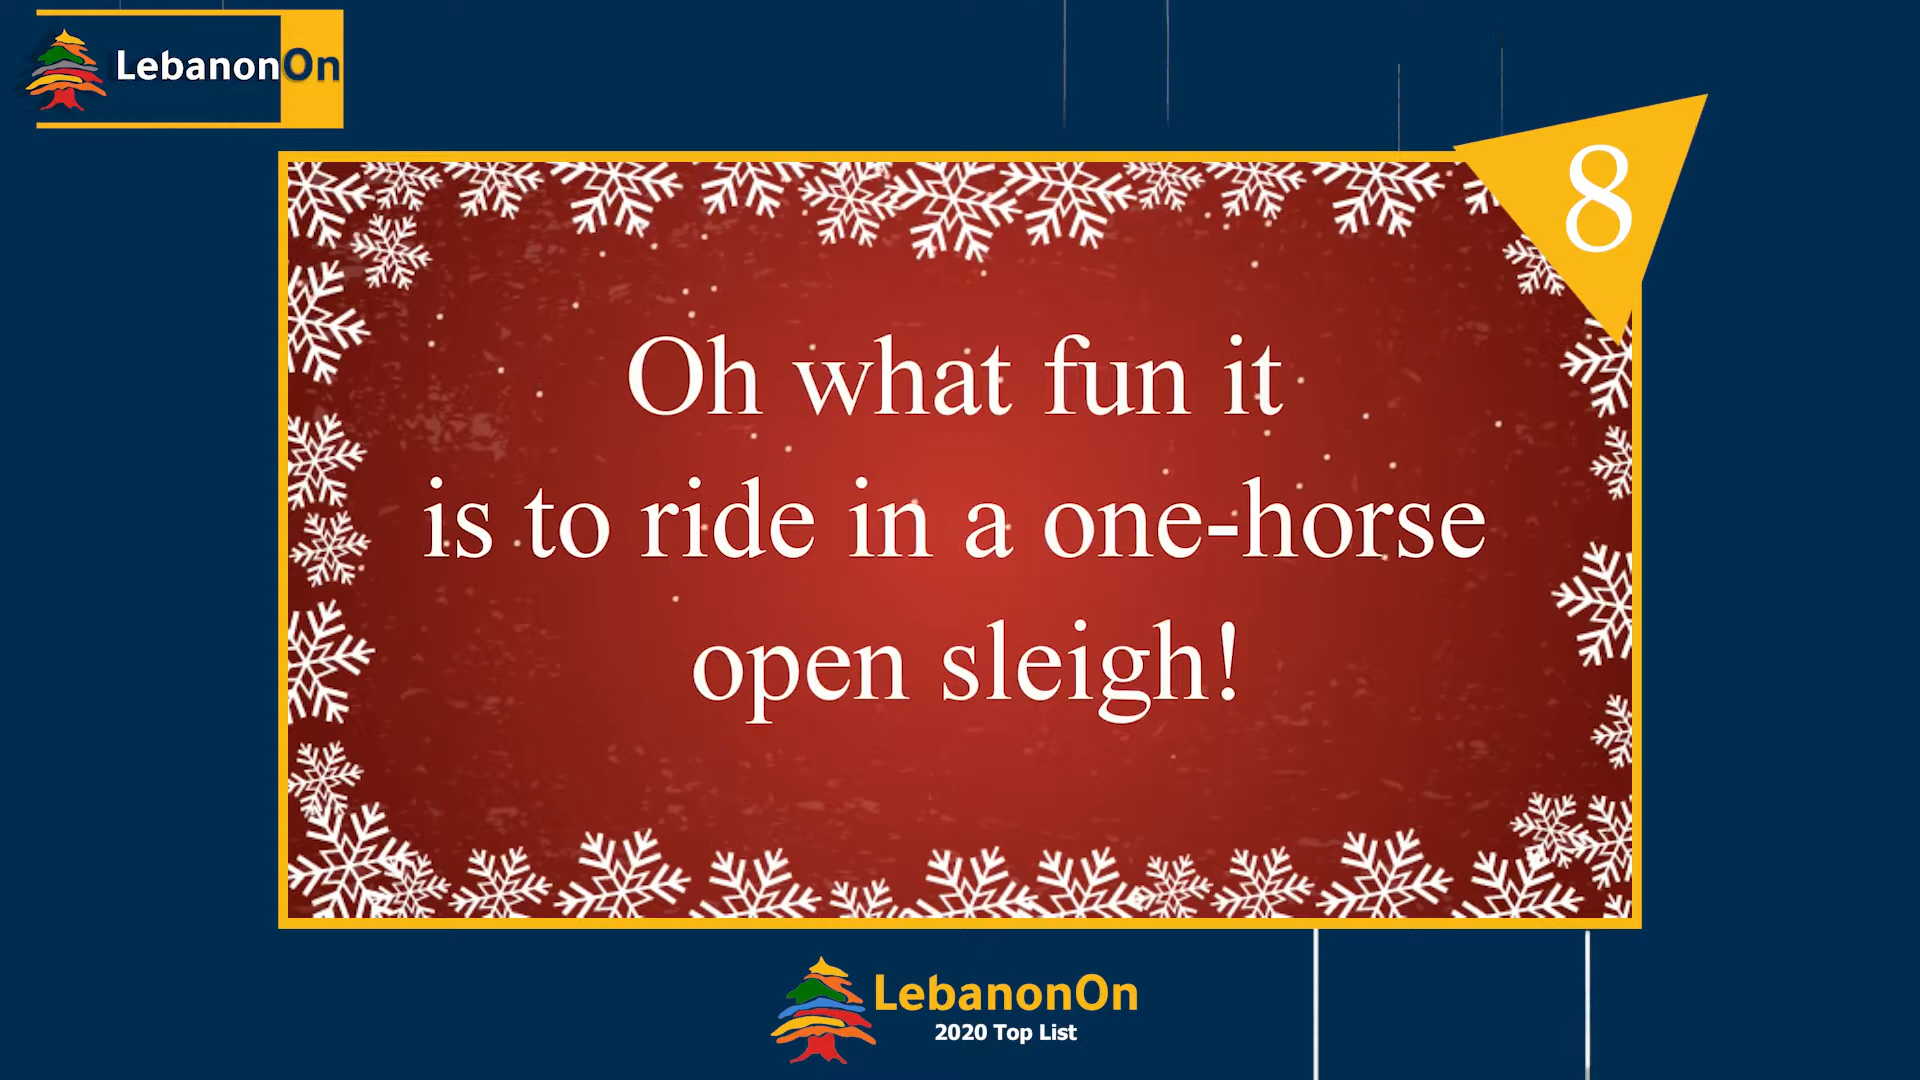 LebanonOn
8
Oh what fun it
is to ride in a one-horse
open sleigh!
LebanonOn
2020 Top List